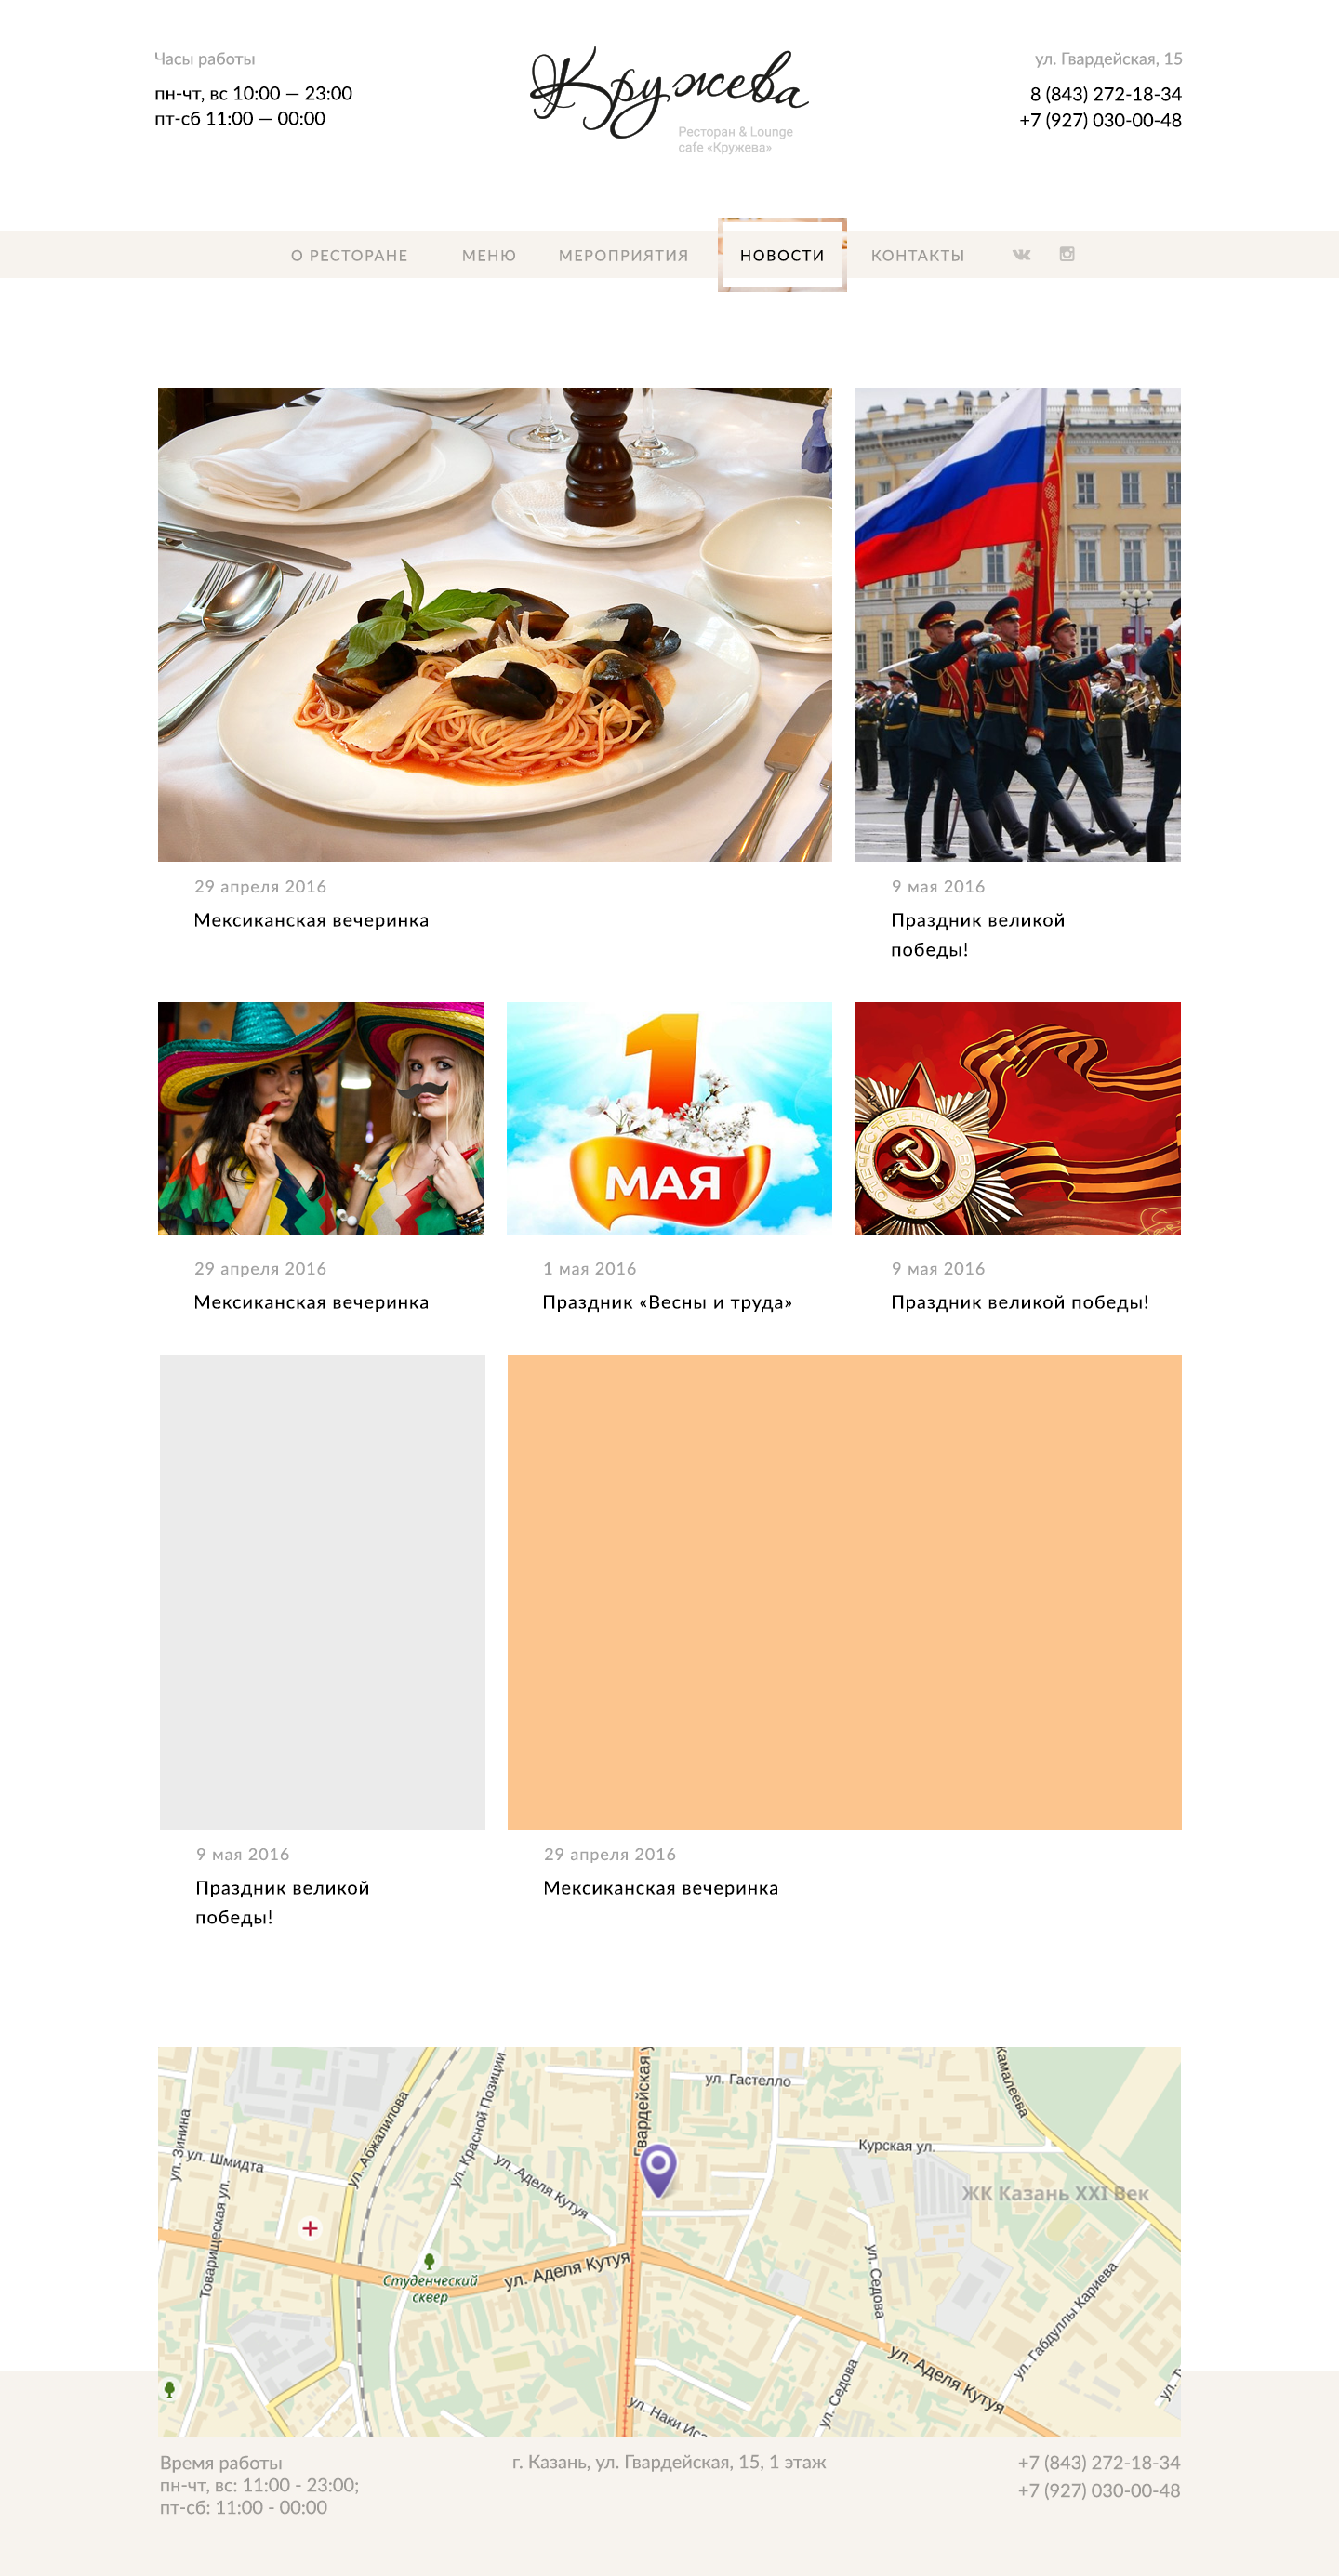 Часы работы
пн-чт, вс 10:00 — 23:00
пт-сб 11:00 — 00:00
Кружева
Ресторан & Lounge
cafe «Кружева»
ул. Гвардейская, 15
8 (843) 272-18-34
+7 (927) 030-00-48
О РЕСТОРАНЕ
МЕНЮ
МЕРОПРИЯТИЯ
НОВОСТИ
КОНТАКТЫ
29 апреля 2016
Мексиканская вечеринка
9 мая 2016
Праздник великой
победы!
1
МАЯ
ОТЕЧЕСТВЕННАЯ ВОЙНА
29 апреля 2016
Мексиканская вечеринка
1 мая 2016
Праздник «Весны и труда»
9 мая 2016
Праздник великой победы!
9 мая 2016
Праздник великой
победы!
29 апреля 2016
Мексиканская вечеринка
ул. Зинина
ул. Шмидта
Товарищеская ул.
ул. Абжалилова
ул. Красной Позиции
ул. Аделя Кутуя
Гвардейская
ул. Гастелло
Камалеева
Курская ул.
ЖК Казань XXI Век
Студенческий
сквер
ул. Аделя Кутуя
ул. Седова
ул. Габдуллы Кариева
ул. Аделя Кутуя
ул. Седова
ул. Наки
Время работы
пн-чт, вс: 11:00 - 23:00;
пт-сб: 11:00 - 00:00
г. Казань, ул. Гвардейская, 15, 1 этаж
+7 (843) 272-18-34
+7 (927) 030-00-48